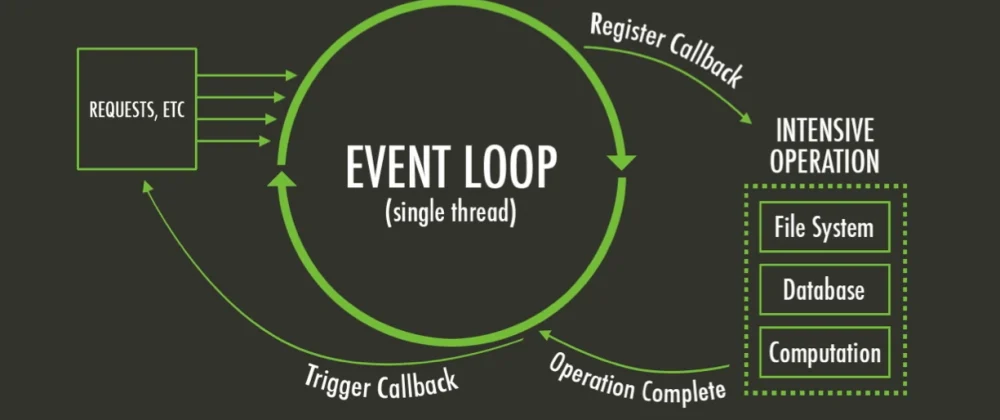 REQUESTS, ETC
EVENT LOOP
(single thread)
Register Callback
INTENSIVE
OPERATION
File System
Database
Computation
Operation Complete
Trigger Callback